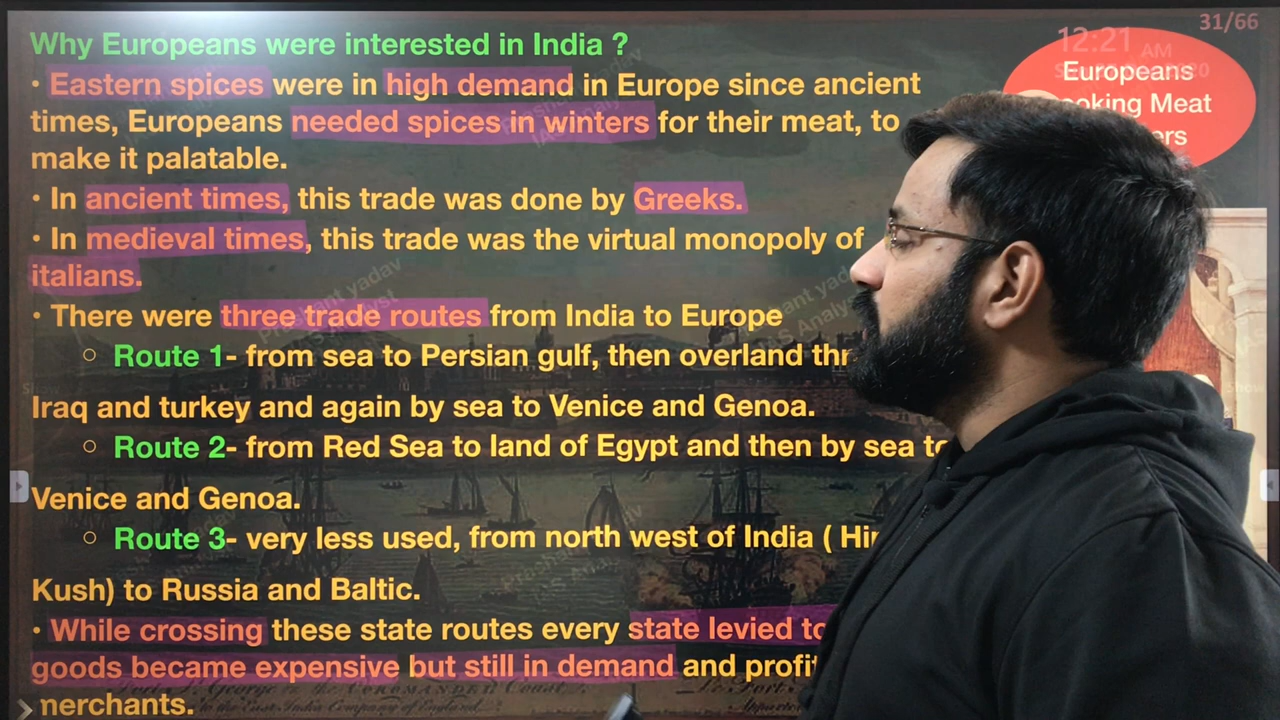 31/66
12:21 AM
Why Europeans were interested in India ?
Europeans
Meat
• Eastern spices were in high demand in Europe since ancient
times, Europeans needed spices in winters for their meat, to
make it palatable.
• In ancient times, this trade was done by Greeks.
• In medieval times, this trade was the virtual monopoly of
italians.
• There were three trade routes from India to Europe
○ Route 1- from sea to Persian gulf, then overland
Iraq and turkey and again by sea to Venice and Genoa.
○ Route 2- from Red Sea to land of Egypt and then by sea to
Venice and Genoa.
○ Route 3- very less used, from north west of India (
Kush) to Russia and Baltic.
• While crossing these state routes every state levied
goods became expensive but still in demand and
nerchants.
Prashant yadav
IAS Analyst